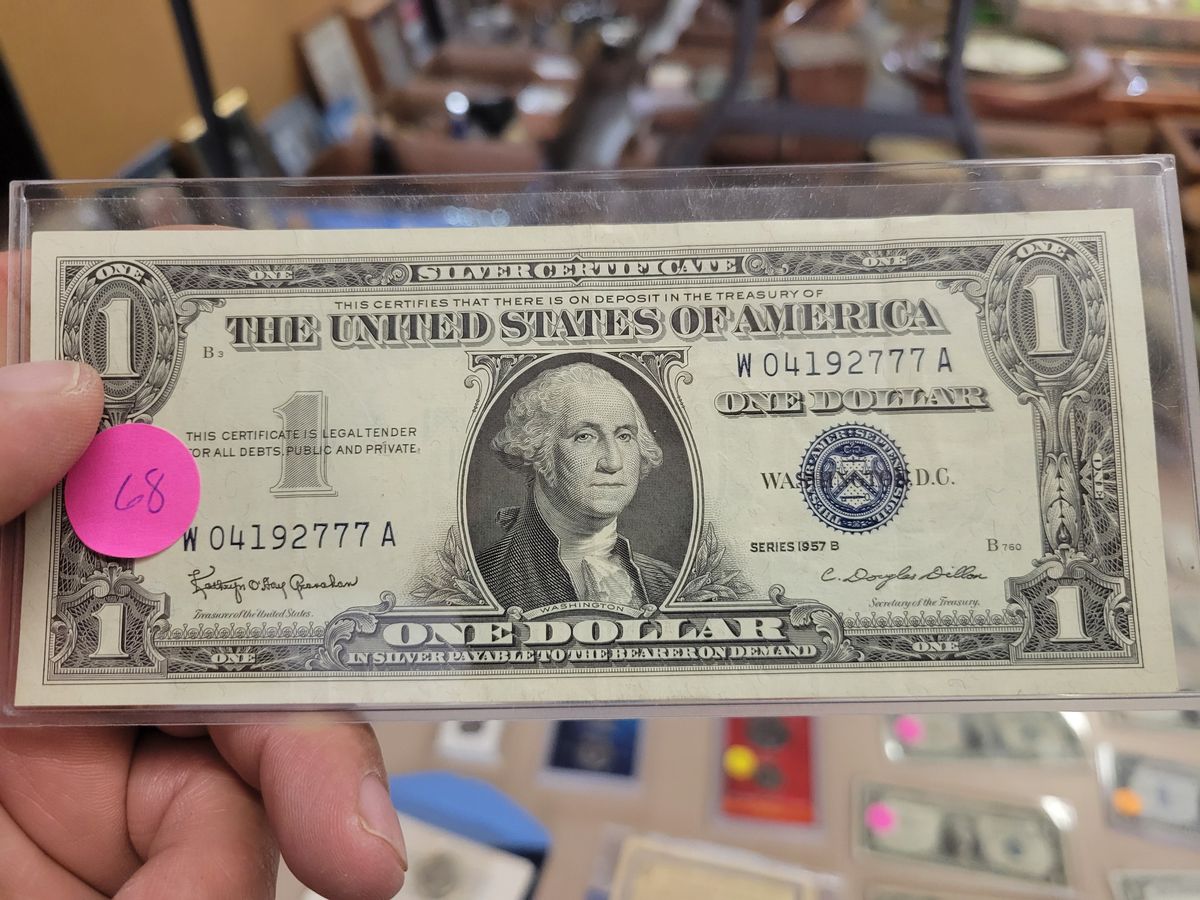 ONE ONE SILVER CERTIFICATE ONE ONE
1 1
THIS CERTIFIES THAT THERE IS ON DEPOSIT IN THE TREASURY OF
THE UNITED STATES OF AMERICA
B 3
W 04192777 A
ONE DOLLAR
1
THIS CERTIFICATE IS LEGAL TENDER
FOR ALL DEBTS, PUBLIC AND PRIVATE
68
WASHINGTON, D.C.
ONE
W 04192777 A
SERIES 1957 B
B 760
Kathryn O'Hay Granahan
Treasurer of the United States.
C. Douglas Dillon
Secretary of the Treasury.
WASHINGTON
1 1
ONE DOLLAR
ONE ONE
IN SILVER PAYABLE TO THE BEARER ON DEMAND